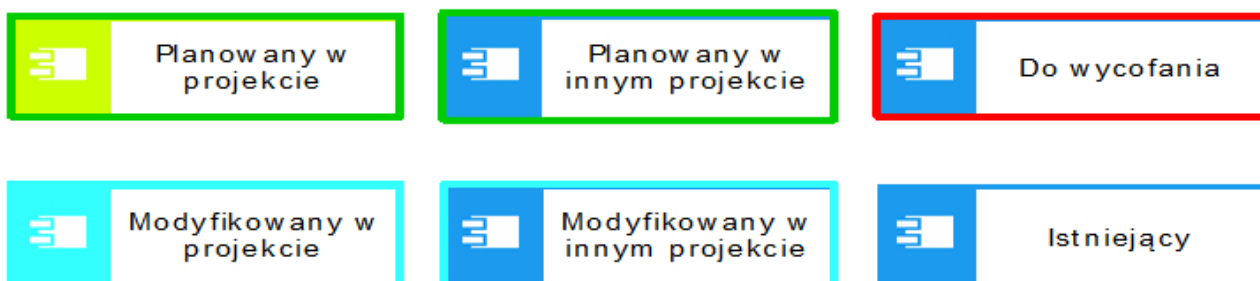 Planowany w
projekcie
Planowany w
innym projekcie
Do wycofania
Modyfikowany w
projekcie
Modyfikowany w
innym projekcie
Istniejący